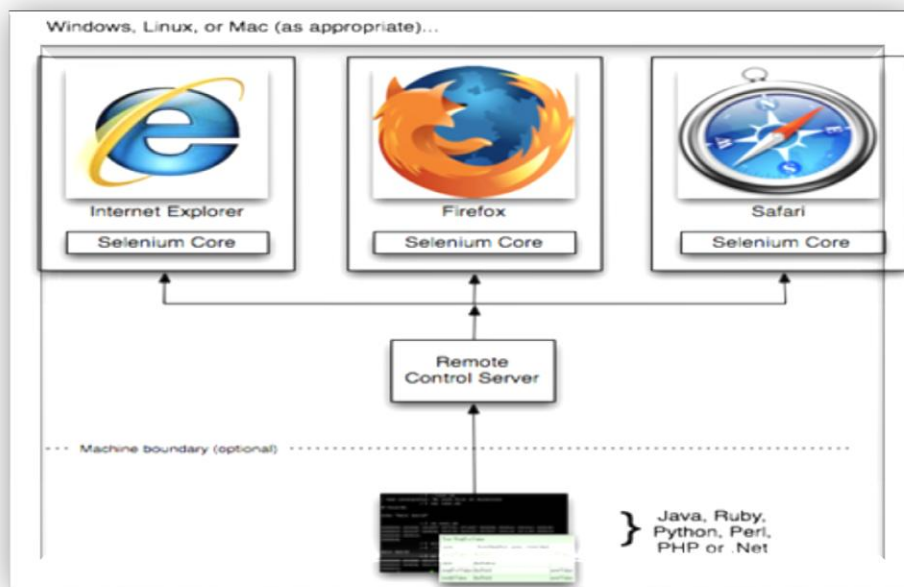 Windows, Linux, or Mac (as appropriate)...
Internet Explorer
Firefox
Safari
Selenium Core
Selenium Core
Selenium Core
Remote
Control Server
Machine boundary (optional)
Java, Ruby,
Python, Perl,
PHP or .Net